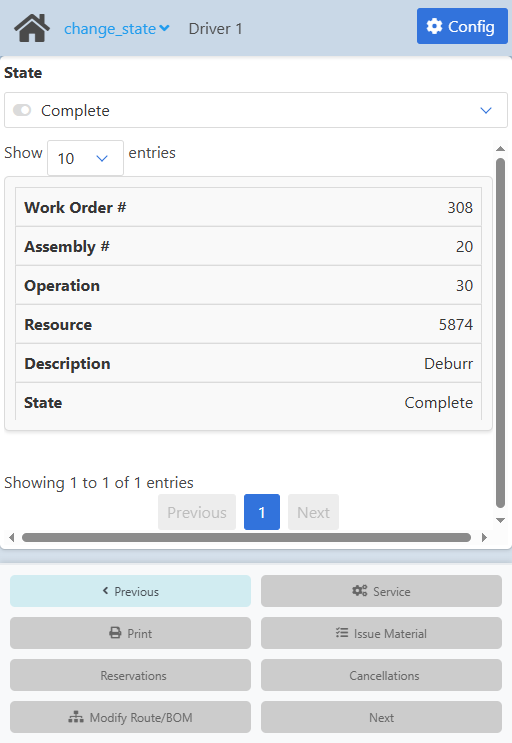 change_state Driver 1 Config
State
Complete
Show 10 entries
Work Order # 308
Assembly # 20
Operation 30
Resource 5874
Description Deburr
State Complete
Showing 1 to 1 of 1 entries
Previous 1 Next
Previous Service
Print Issue Material
Reservations Cancellations
Modify Route/BOM Next